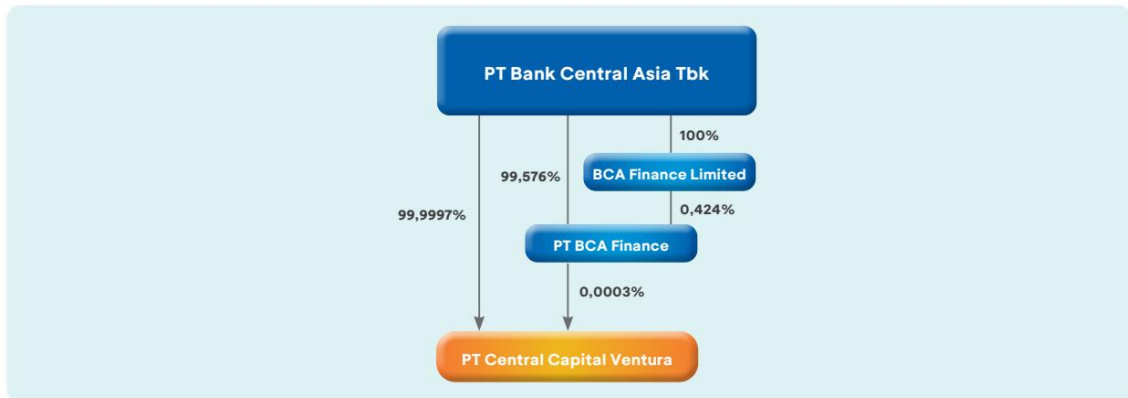 PT Bank Central Asia Tbk
100%
BCA Finance Limited
99,576%
0,424%
99,9997%
PT BCA Finance
0,0003%
PT Central Capital Ventura